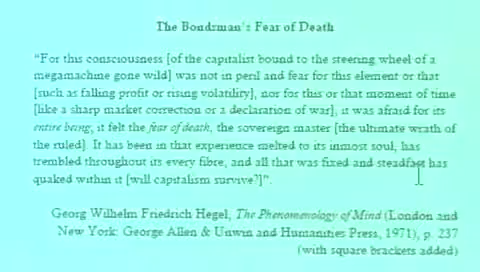 The Bondsman's Fear of Death
"For this consciousness [of the capitalist bound to the steering wheel of a
megamachine gone wild] was not in peril and fear for this element or that
[such as falling profit or rising volatility], nor for this or that moment of time
[like a sharp market correction or a declaration of war], it was afraid for its
entire being, it felt the fear of death, the sovereign master [the ultimate wrath of
the ruled]. It has been in that experience melted to its inmost soul, has
trembled throughout its every fibre, and all that was fixed and steadfast has
quaked within it [will capitalism survive?]".
Georg Wilhelm Friedrich Hegel, The Phenomenology of Mind (London and
New York: George Allen & Unwin and Humanities Press, 1971), p. 237
(with square brackets added)